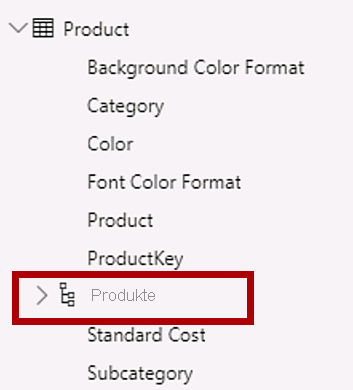 Product
Background Color Format
Category
Color
Font Color Format
Product
ProductKey
Produkte
Standard Cost
Subcategory